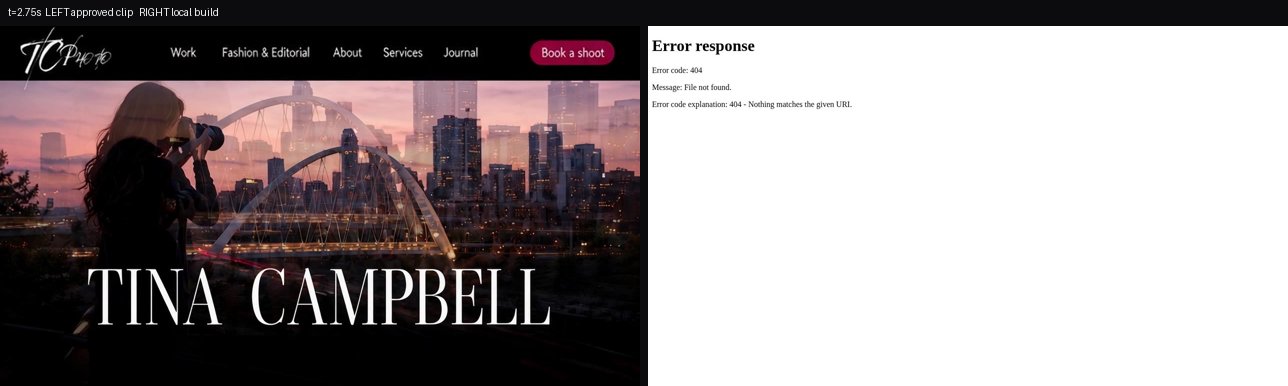 t=2.75s LEFT approved clip RIGHT local build
TCPhoto Work Fashion & Editorial About Services Journal Book a shoot
TINA CAMPBELL
Error response
Error code: 404
Message: File not found.
Error code explanation: 404 - Nothing matches the given URI.